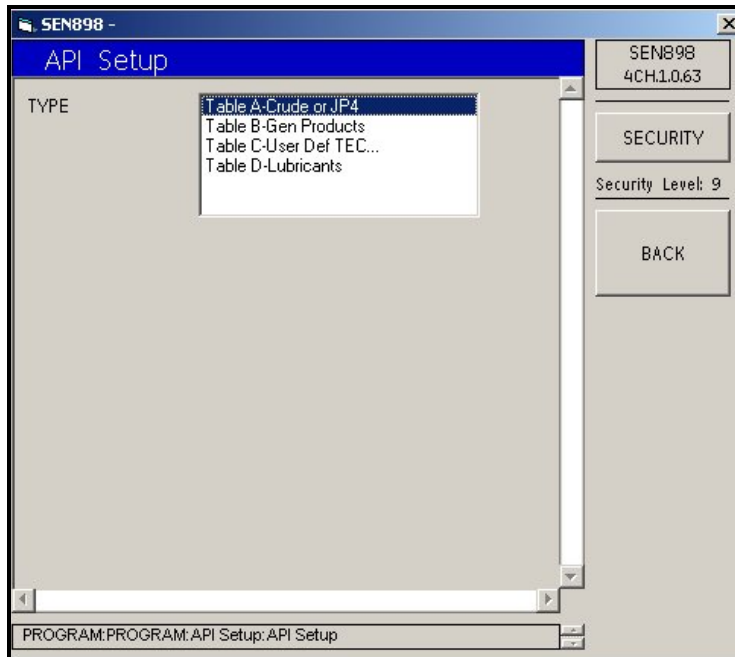 SEN898 -
API Setup
TYPE
Table A-Crude or JP4
Table B-Gen Products
Table C-User Def TEC...
Table D-Lubricants
SEN898
4CH.1.0.63
SECURITY
Security Level: 9
BACK
PROGRAM:PROGRAM:API Setup:API Setup